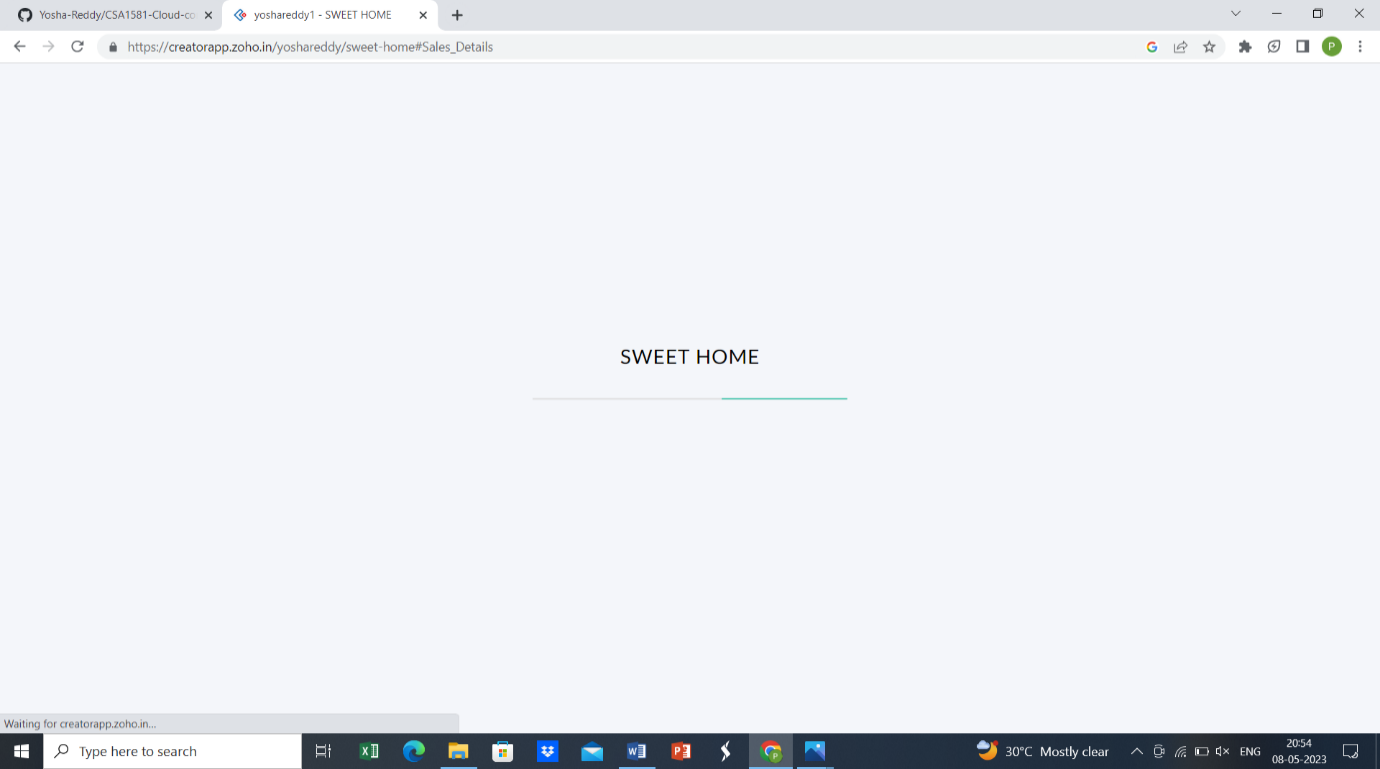 Yosha-Reddy/CSA1581-Cloud-co
yoshareddy1 - SWEET HOME
https://creatorapp.zoho.in/yoshareddy/sweet-home#Sales_Details
P
SWEET HOME
Waiting for creatorapp.zoho.in...
Type here to search
30°C Mostly clear
ENG
20:54
08-05-2023